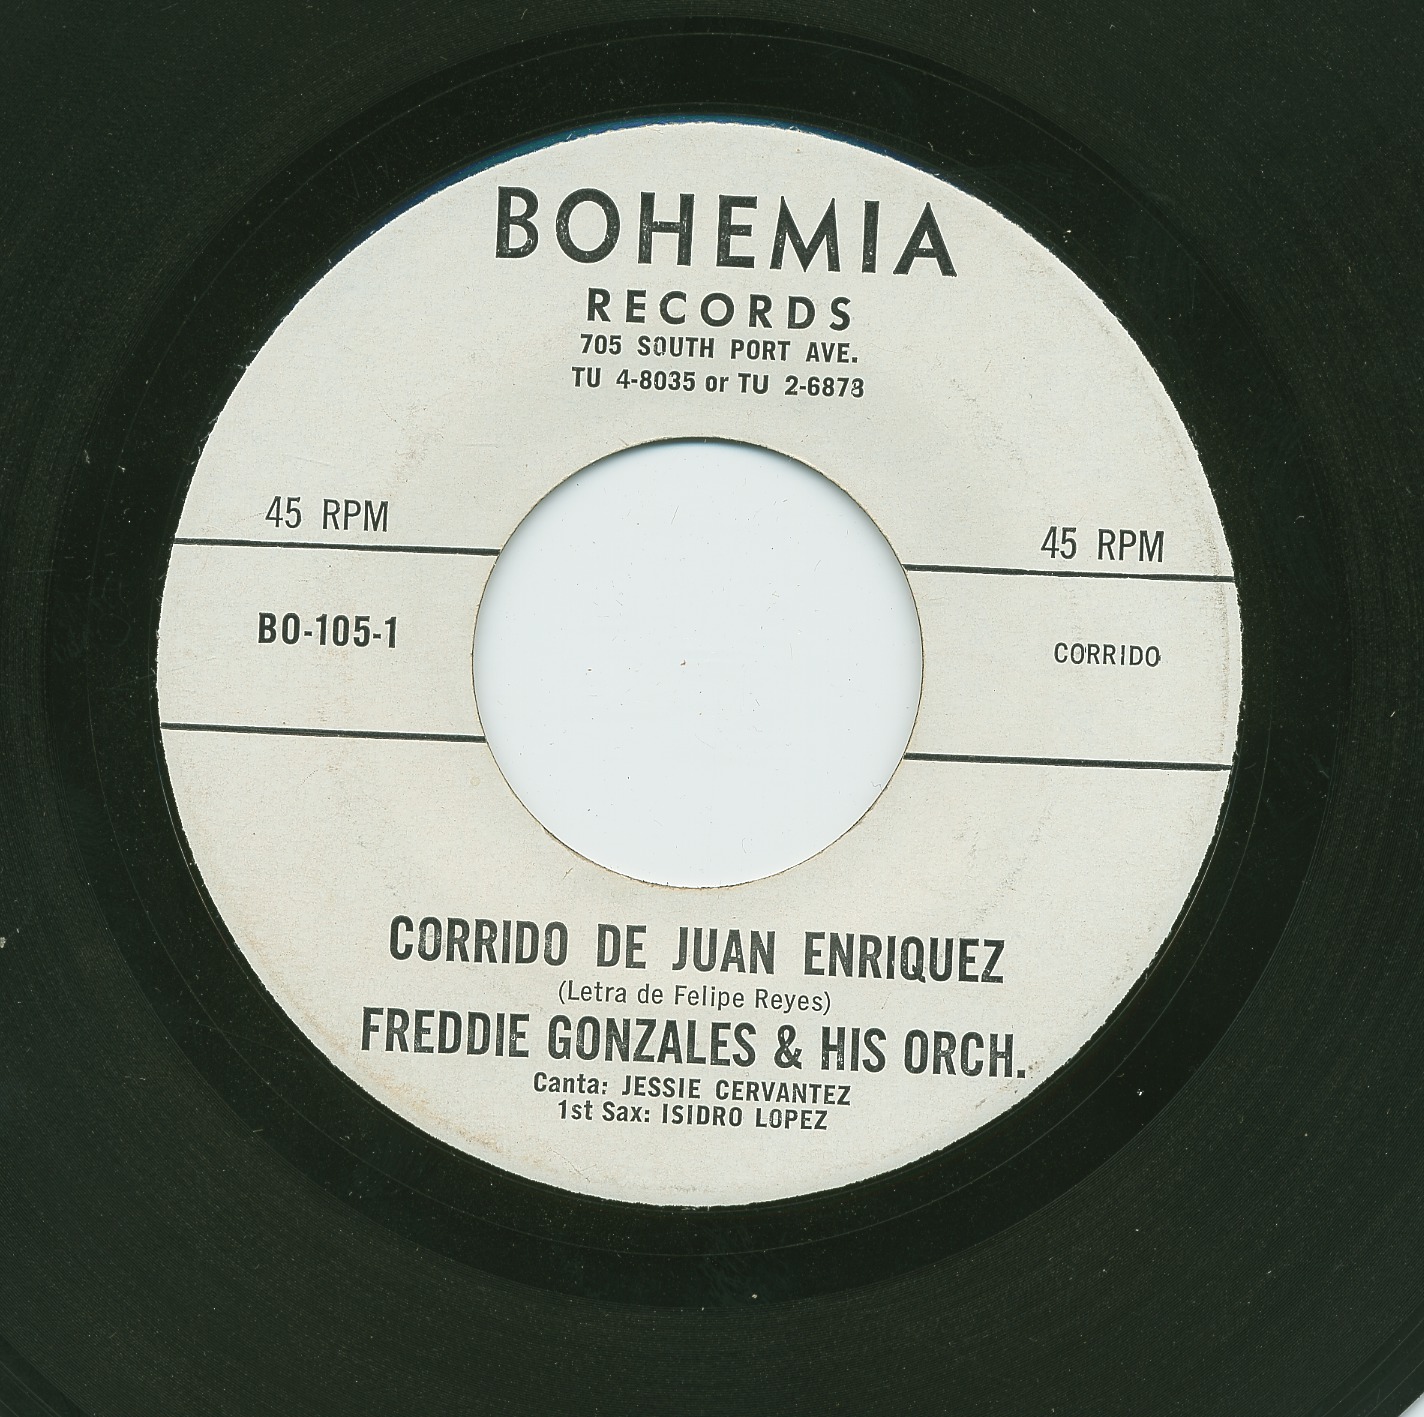 BOHEMIA
RECORDS
705 SOUTH PORT AVE.
TU 4-8035 or TU 2-6873
45 RPM
45 RPM
BO-105-1
CORRIDO
CORRIDO DE JUAN ENRIQUEZ
(Letra de Felipe Reyes)
FREDDIE GONZALES & HIS ORCH.
Canta: JESSIE CERVANTEZ
1st Sax: ISIDRO LOPEZ